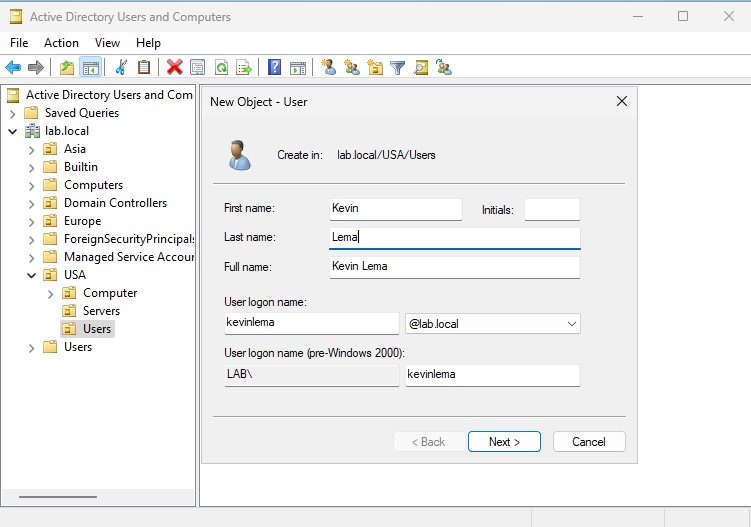 Active Directory Users and Computers
File Action View Help
Active Directory Users and Com
Saved Queries
lab.local
Asia
Builtin
Computers
Domain Controllers
Europe
ForeignSecurityPrincipals
Managed Service Accour
USA
Computer
Servers
Users
Users
New Object - User
Create in: lab.local/USA/Users
First name: Kevin Initials:
Last name: Lema
Full name: Kevin Lema
User logon name:
kevinlema @lab.local
User logon name (pre-Windows 2000):
LAB\ kevinlema
< Back Next > Cancel